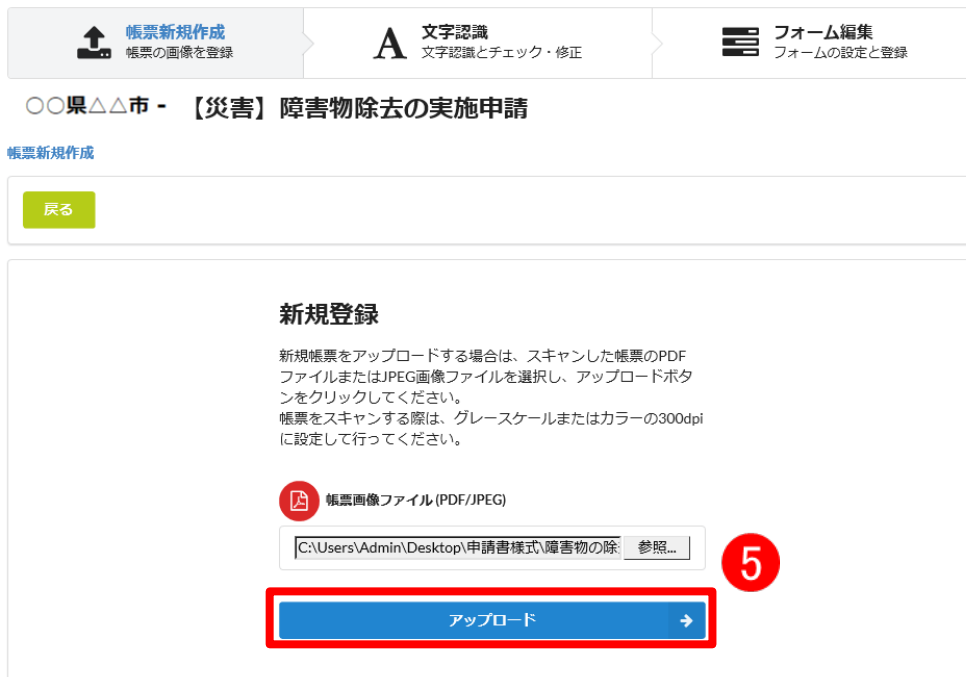 帳票新規作成
帳票の画像を登録
文字認識
文字認識とチェック・修正
フォーム編集
フォームの設定と登録
○○県△△市 - 【災害】障害物除去の実施申請
帳票新規作成
戻る
新規登録
新規帳票をアップロードする場合は、スキャンした帳票のPDF
ファイルまたはJPEG画像ファイルを選択し、アップロードボタ
ンをクリックしてください。
帳票をスキャンする際は、グレースケールまたはカラーの300dpi
に設定して行ってください。
帳票画像ファイル(PDF/JPEG)
C:\Users\Admin\Desktop\申請書様式\障害物の除 参照...
5
アップロード